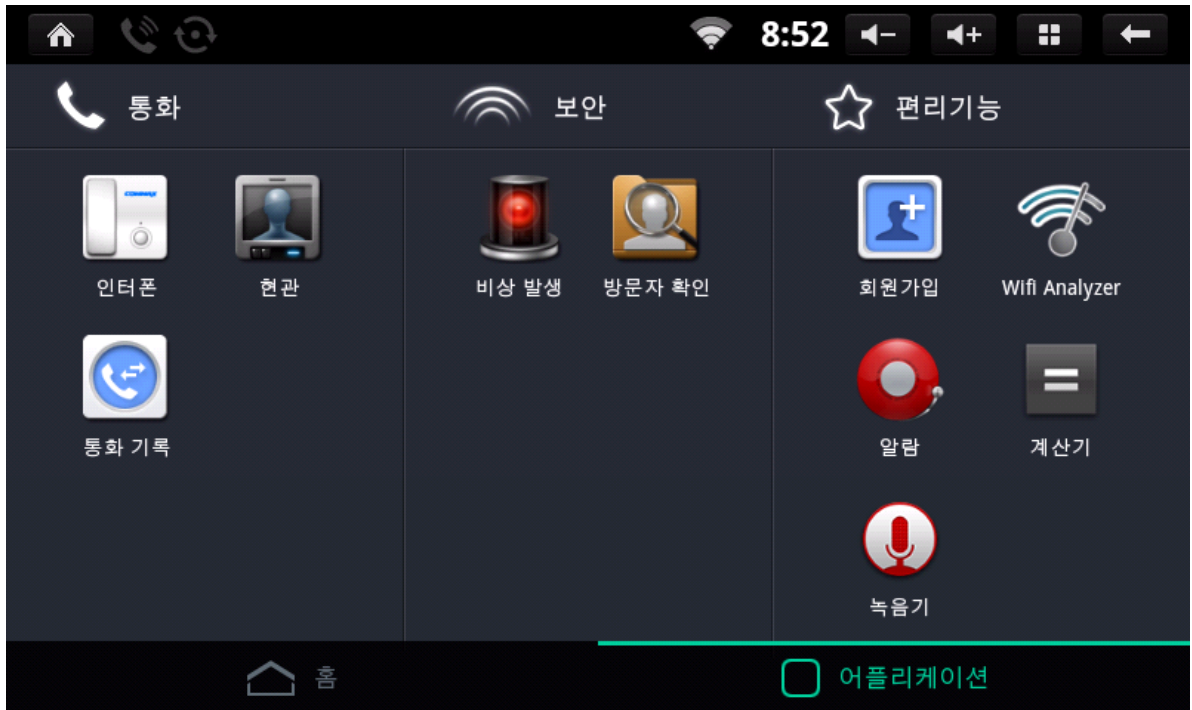 8:52
통화
보안
편리기능
COMMAX
인터폰
현관
비상 발생
방문자 확인
회원가입
Wifi Analyzer
통화 기록
알람
계산기
녹음기
홈
어플리케이션